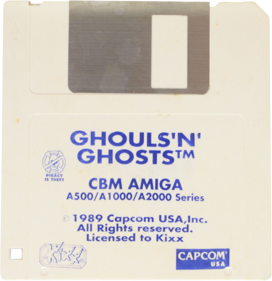 GHOULS'N'
GHOSTS™
PIRACY
IS THEFT
CBM AMIGA
A500/A1000/A2000 Series
© 1989 Capcom USA,Inc.
All Rights reserved.
Licensed to Kixx
Kixx
CAPCOM
USA